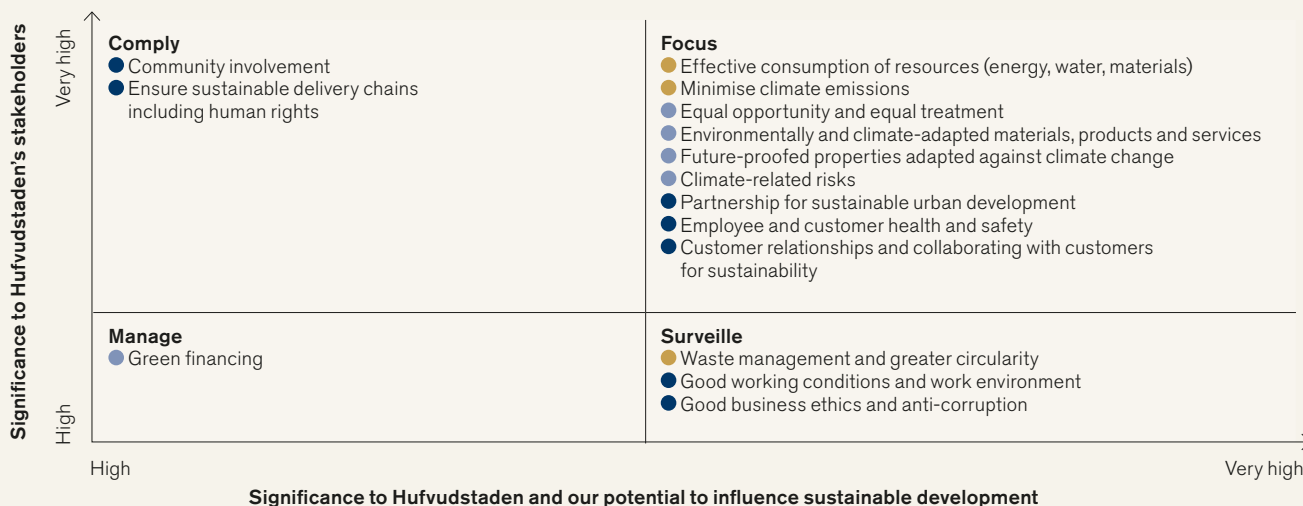 Significance to Hufvudstaden's stakeholders
Very high
High
Comply
Community involvement
Ensure sustainable delivery chains
including human rights
Focus
Effective consumption of resources (energy, water, materials)
Minimise climate emissions
Equal opportunity and equal treatment
Environmentally and climate-adapted materials, products and services
Future-proofed properties adapted against climate change
Climate-related risks
Partnership for sustainable urban development
Employee and customer health and safety
Customer relationships and collaborating with customers
for sustainability
Manage
Green financing
Surveille
Waste management and greater circularity
Good working conditions and work environment
Good business ethics and anti-corruption
High
Very high
Significance to Hufvudstaden and our potential to influence sustainable development